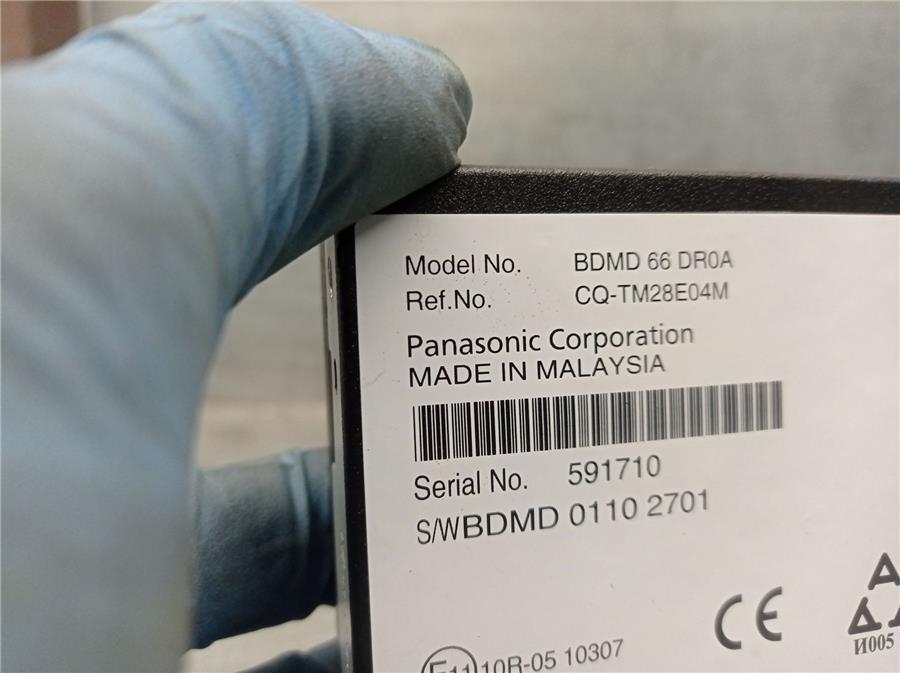 Model No. BDMD 66 DR0A
Ref.No. CQ-TM28E04M
Panasonic Corporation
MADE IN MALAYSIA
Serial No. 591710
S/WBDMD 0110 2701
CE
И005
E11 10R-05 10307